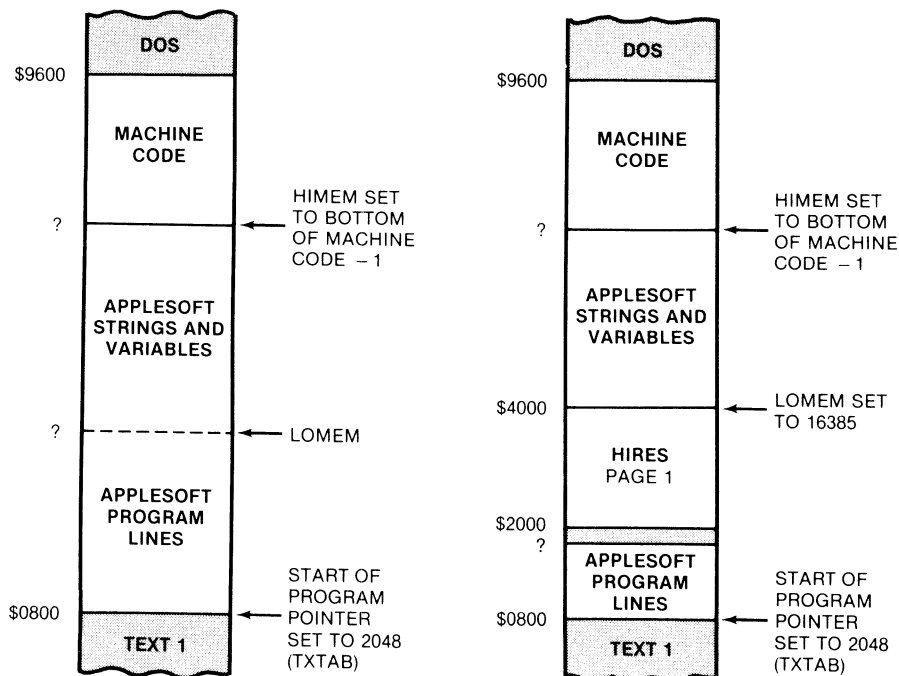 DOS
$9600
MACHINE
CODE
HIMEM SET
TO BOTTOM
OF MACHINE
CODE – 1
?
APPLESOFT
STRINGS AND
VARIABLES
?
LOMEM
APPLESOFT
PROGRAM
LINES
START OF
PROGRAM
POINTER
SET TO 2048
(TXTAB)
$0800
TEXT 1
DOS
$9600
MACHINE
CODE
HIMEM SET
TO BOTTOM
OF MACHINE
CODE – 1
?
APPLESOFT
STRINGS AND
VARIABLES
$4000
LOMEM SET
TO 16385
HIRES
PAGE 1
$2000
?
APPLESOFT
PROGRAM
LINES
START OF
PROGRAM
POINTER
SET TO 2048
(TXTAB)
$0800
TEXT 1